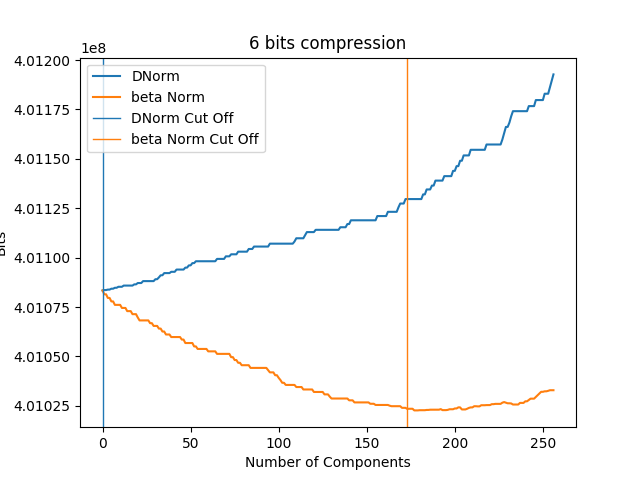 6 bits compression
1e8
4.01200
4.01175
4.01150
4.01125
4.01100
4.01075
4.01050
4.01025
Bits
DNorm
beta Norm
DNorm Cut Off
beta Norm Cut Off
0
50
100
150
200
250
Number of Components